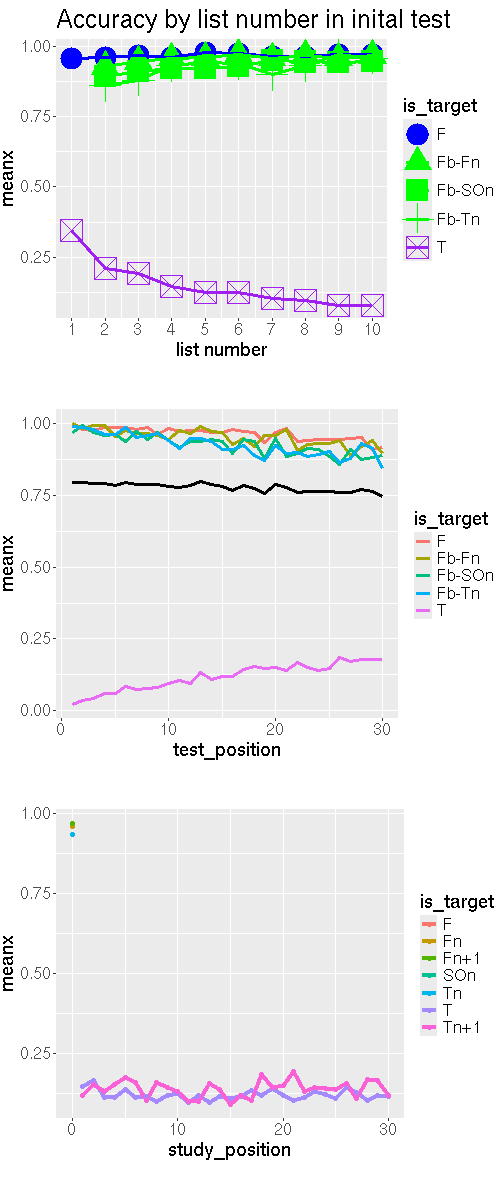 Accuracy by list number in inital test
1.00
0.75
0.50
0.25
meanx
1 2 3 4 5 6 7 8 9 10
list number
is_target
F
Fb-Fn
Fb-SOn
Fb-Tn
T
1.00
0.75
0.50
0.25
0.00
meanx
0 10 20 30
test_position
is_target
F
Fb-Fn
Fb-SOn
Fb-Tn
T
1.00
0.75
0.50
0.25
meanx
0 10 20 30
study_position
is_target
F
Fn
Fn+1
SOn
Tn
T
Tn+1